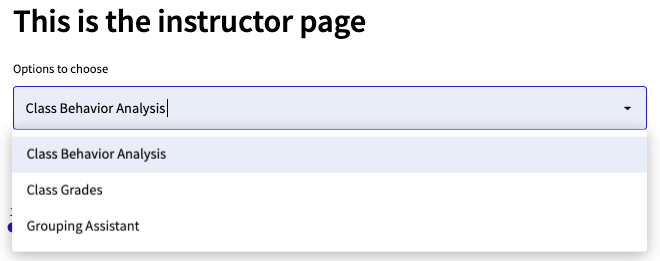 This is the instructor page
Options to choose
Class Behavior Analysis
Class Behavior Analysis
Class Grades
Grouping Assistant